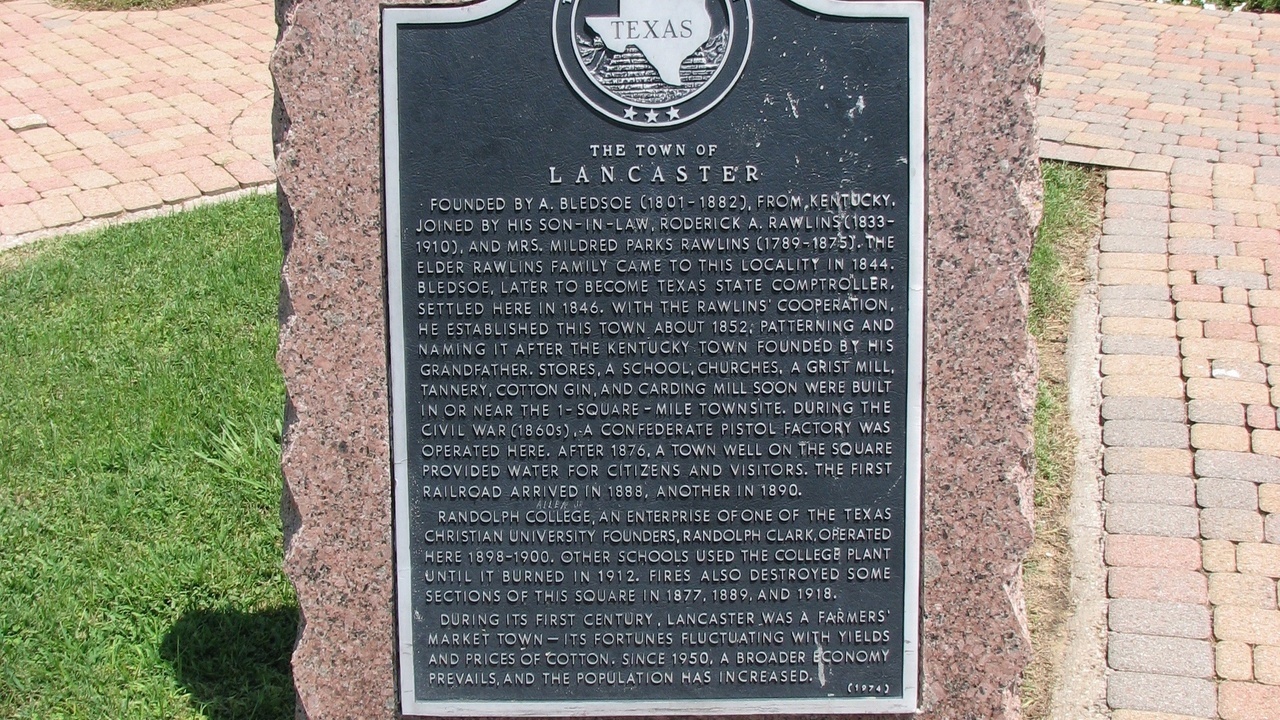 TEXAS
THE TOWN OF
LANCASTER
FOUNDED BY A. BLEDSOE (1801-1882), FROM KENTUCKY.
JOINED BY HIS SON-IN-LAW, RODERICK A. RAWLINS (1833-
1910), AND MRS. MILDRED PARKS RAWLINS (1789-1875). THE
ELDER RAWLINS FAMILY CAME TO THIS LOCALITY IN 1844.
BLEDSOE, LATER TO BECOME TEXAS STATE COMPTROLLER,
SETTLED HERE IN 1846. WITH THE RAWLINS' COOPERATION,
HE ESTABLISHED THIS TOWN ABOUT 1852, PATTERNING AND
NAMING IT AFTER THE KENTUCKY TOWN FOUNDED BY HIS
GRANDFATHER. STORES, A SCHOOL, CHURCHES, A GRIST MILL,
TANNERY, COTTON GIN, AND CARDING MILL SOON WERE BUILT
IN OR NEAR THE 1-SQUARE-MILE TOWNSITE. DURING THE
CIVIL WAR (1860s), A CONFEDERATE PISTOL FACTORY WAS
OPERATED HERE. AFTER 1876, A TOWN WELL ON THE SQUARE
PROVIDED WATER FOR CITIZENS AND VISITORS. THE FIRST
RAILROAD ARRIVED IN 1888, ANOTHER IN 1890.
RANDOLPH COLLEGE, AN ENTERPRISE OF ONE OF THE TEXAS
CHRISTIAN UNIVERSITY FOUNDERS, RANDOLPH CLARK, OPERATED
HERE 1898-1900. OTHER SCHOOLS USED THE COLLEGE PLANT
UNTIL IT BURNED IN 1912. FIRES ALSO DESTROYED SOME
SECTIONS OF THIS SQUARE IN 1877, 1889, AND 1918.
DURING ITS FIRST CENTURY, LANCASTER WAS A FARMERS'
MARKET TOWN — ITS FORTUNES FLUCTUATING WITH YIELDS
AND PRICES OF COTTON. SINCE 1950, A BROADER ECONOMY
PREVAILS, AND THE POPULATION HAS INCREASED.
(1974)